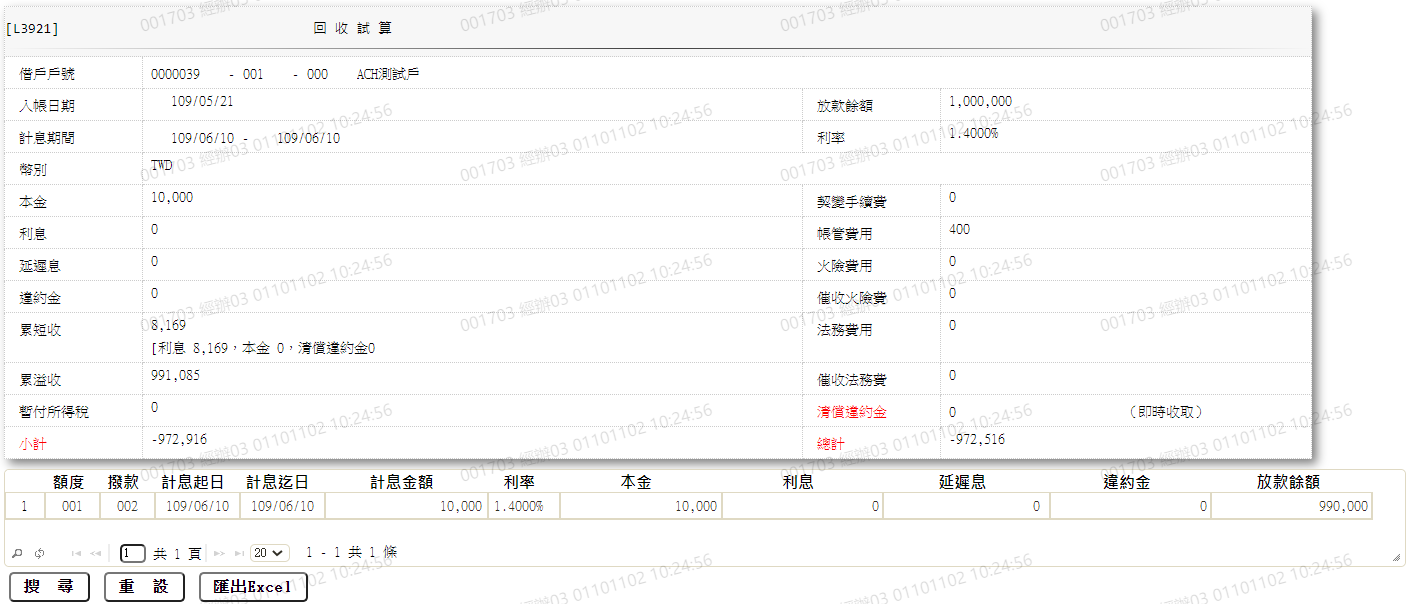 [L3921] 回 收 試 算
借戶戶號 0000039 - 001 - 000 ACH測試戶
入帳日期 109/05/21 放款餘額 1,000,000
計息期間 109/06/10 - 109/06/10 利率 1.4000%
幣別 TWD
本金 10,000 契變手續費 0
利息 0 帳管費用 400
延遲息 0 火險費用 0
違約金 0 催收火險費 0
累短收 8,169 法務費用 0
[利息 8,169，本金 0，清償違約金0
累溢收 991,085 催收法務費 0
暫付所得稅 0 清償違約金 0 （即時收取）
小計 -972,916 總計 -972,516
額度 撥款 計息起日 計息迄日 計息金額 利率 本金 利息 延遲息 違約金 放款餘額
1 001 002 109/06/10 109/06/10 10,000 1.4000% 10,000 0 0 0 990,000
1 共 1 頁 20 1 - 1 共 1 條
搜 尋 重 設 匯出Excel
001703 經辦03 01101102 10:24:56